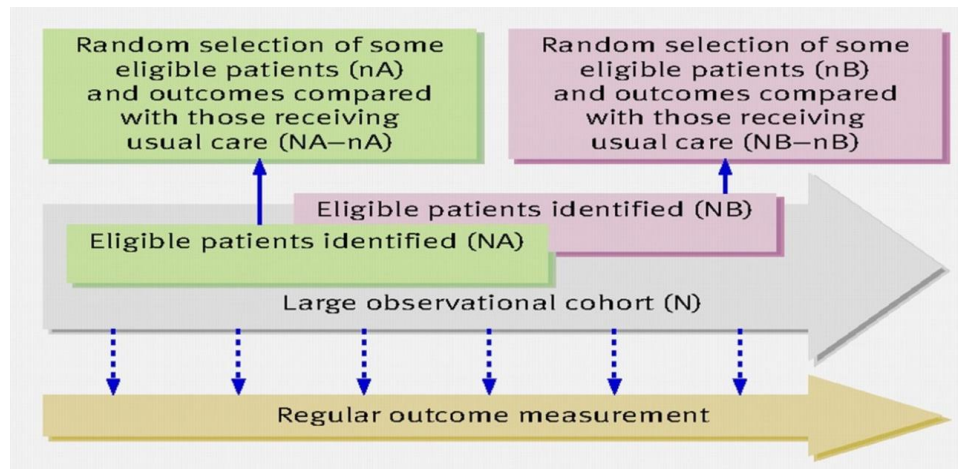 Random selection of some
eligible patients (nA)
and outcomes compared
with those receiving
usual care (NA–nA)
Random selection of some
eligible patients (nB)
and outcomes compared
with those receiving
usual care (NB–nB)
Eligible patients identified (NB)
Eligible patients identified (NA)
Large observational cohort (N)
Regular outcome measurement